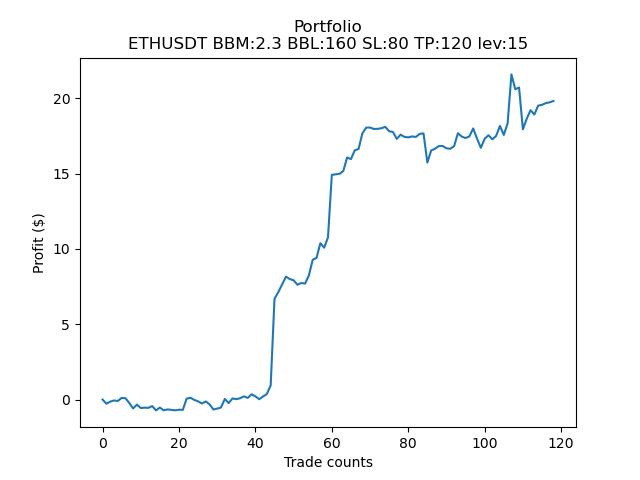 Portfolio
ETHUSDT BBM:2.3 BBL:160 SL:80 TP:120 lev:15
Profit ($)
20
15
10
5
0
0 20 40 60 80 100 120
Trade counts